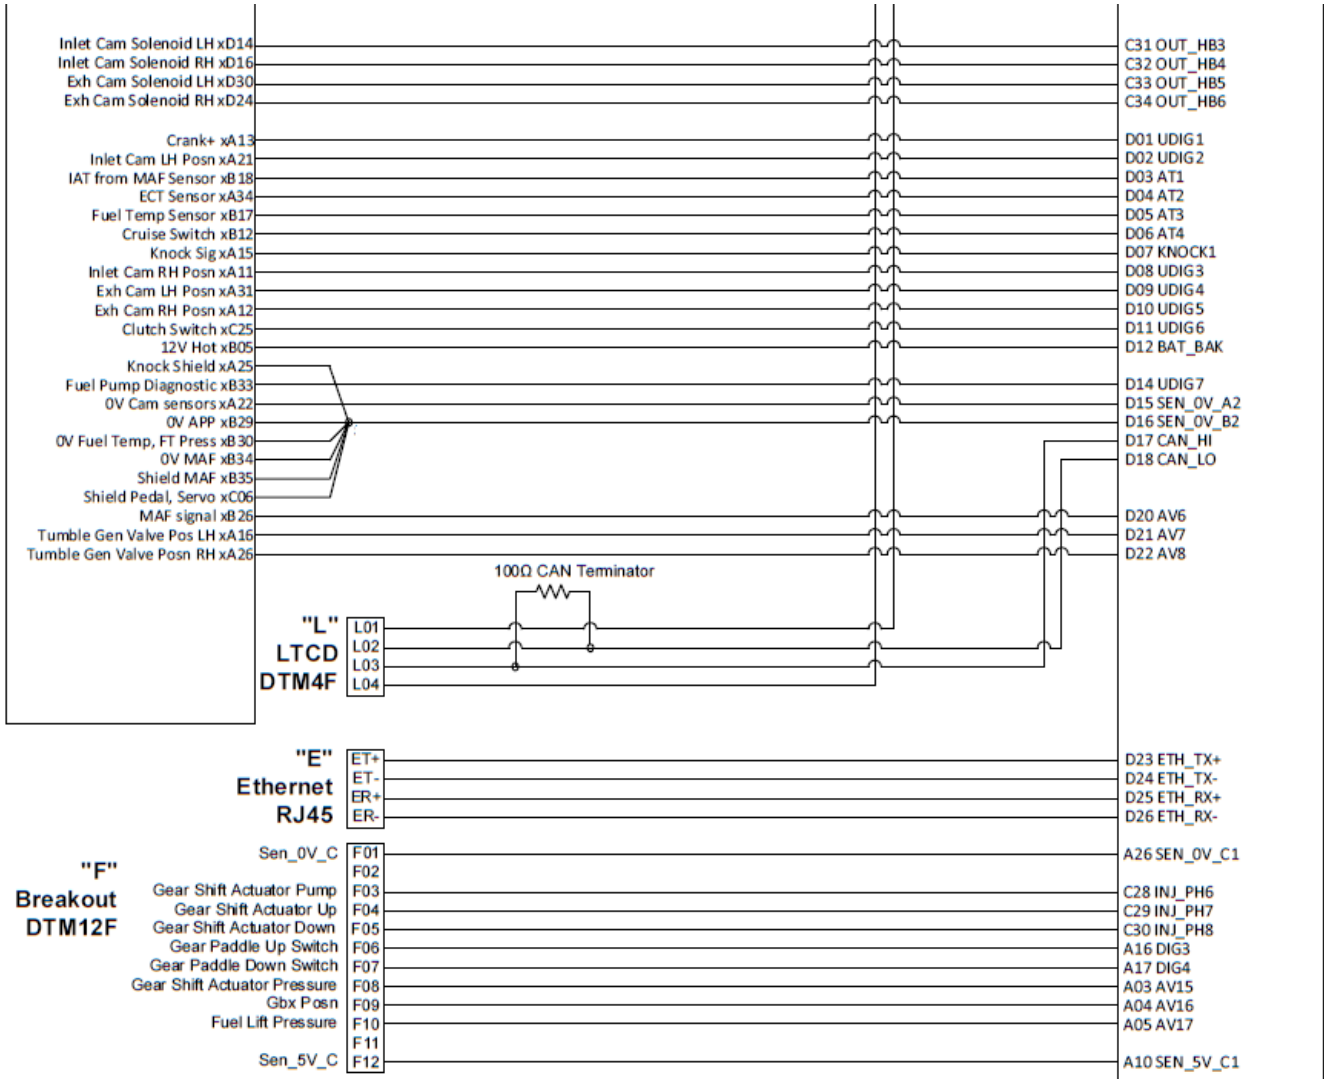 Inlet Cam Solenoid LH xD14 C31 OUT_HB3
Inlet Cam Solenoid RH xD16 C32 OUT_HB4
Exh Cam Solenoid LH xD30 C33 OUT_HB5
Exh Cam Solenoid RH xD24 C34 OUT_HB6
Crank+ xA13 D01 UDIG1
Inlet Cam LH Posn xA21 D02 UDIG2
IAT from MAF Sensor xB18 D03 AT1
ECT Sensor xA34 D04 AT2
Fuel Temp Sensor xB17 D05 AT3
Cruise Switch xB12 D06 AT4
Knock Sig xA15 D07 KNOCK1
Inlet Cam RH Posn xA11 D08 UDIG3
Exh Cam LH Posn xA31 D09 UDIG4
Exh Cam RH Posn xA12 D10 UDIG5
Clutch Switch xC25 D11 UDIG6
12V Hot xB05 D12 BAT_BAK
Knock Shield xA25
Fuel Pump Diagnostic xB33 D14 UDIG7
0V Cam sensors xA22 D15 SEN_0V_A2
0V APP xB29 D16 SEN_0V_B2
0V Fuel Temp, FT Press xB30 D17 CAN_HI
0V MAF xB34 D18 CAN_LO
Shield MAF xB35
Shield Pedal, Servo xC06
MAF signal xB26 D20 AV6
Tumble Gen Valve Pos LH xA16 D21 AV7
Tumble Gen Valve Posn RH xA26 D22 AV8
100Ω CAN Terminator
"L"
LTCD
DTM4F
L01
L02
L03
L04
"E"
Ethernet
RJ45
ET+ D23 ETH_TX+
ET- D24 ETH_TX-
ER+ D25 ETH_RX+
ER- D26 ETH_RX-
"F"
Breakout
DTM12F
Sen_0V_C F01 A26 SEN_0V_C1
F02
Gear Shift Actuator Pump F03 C28 INJ_PH6
Gear Shift Actuator Up F04 C29 INJ_PH7
Gear Shift Actuator Down F05 C30 INJ_PH8
Gear Paddle Up Switch F06 A16 DIG3
Gear Paddle Down Switch F07 A17 DIG4
Gear Shift Actuator Pressure F08 A03 AV15
Gbx Posn F09 A04 AV16
Fuel Lift Pressure F10 A05 AV17
F11
Sen_5V_C F12 A10 SEN_5V_C1